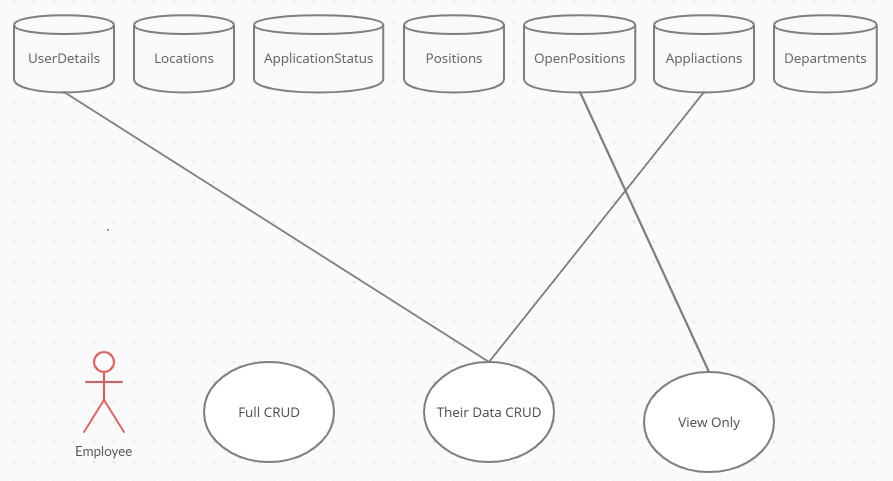 UserDetails
Locations
ApplicationStatus
Positions
OpenPositions
Appliactions
Departments
Employee
Full CRUD
Their Data CRUD
View Only